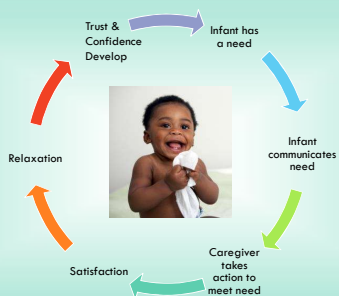 Trust &
Confidence
Develop
Infant has
a need
Infant
communicates
need
Caregiver
takes
action to
meet need
Satisfaction
Relaxation